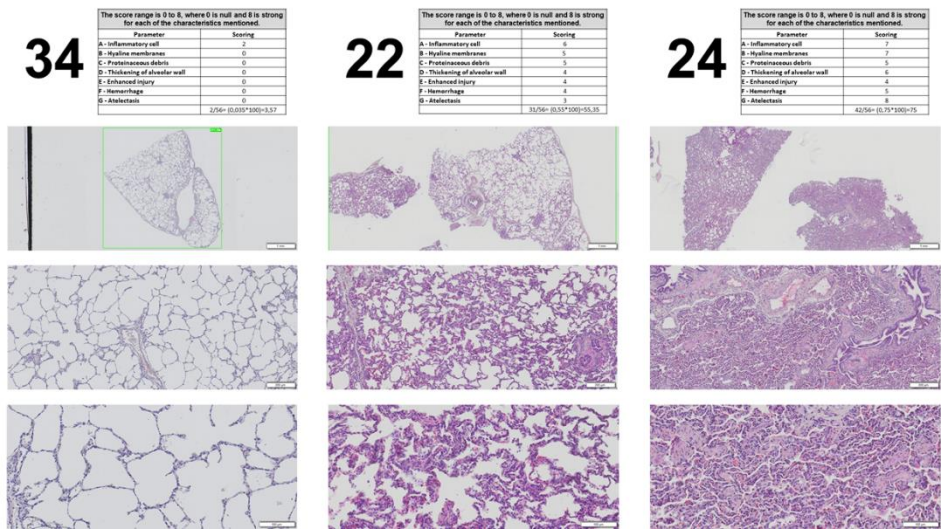 34
The score range is 0 to 8, where 0 is null and 8 is strong
for each of the characteristics mentioned.
Parameter Scoring
A - Inflammatory cell 2
B - Hyaline membranes 0
C - Proteinaceous debris 0
D - Thickening of alveolar wall 0
E - Enhanced injury 0
F - Hemorrhage 0
G - Atelectasis 0
2/56= (0,035*100)=3,57
22
The score range is 0 to 8, where 0 is null and 8 is strong
for each of the characteristics mentioned.
Parameter Scoring
A - Inflammatory cell 6
B - Hyaline membranes 5
C - Proteinaceous debris 5
D - Thickening of alveolar wall 4
E - Enhanced injury 4
F - Hemorrhage 4
G - Atelectasis 3
31/56= (0,55*100)=55,35
24
The score range is 0 to 8, where 0 is null and 8 is strong
for each of the characteristics mentioned.
Parameter Scoring
A - Inflammatory cell 7
B - Hyaline membranes 7
C - Proteinaceous debris 5
D - Thickening of alveolar wall 6
E - Enhanced injury 4
F - Hemorrhage 5
G - Atelectasis 8
42/56= (0,75*100)=75